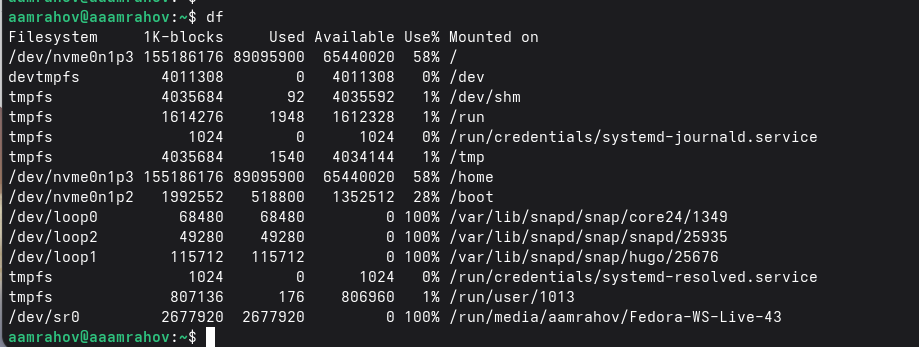 aamrahov@aaamrahov:~$ df
Filesystem     1K-blocks     Used Available Use% Mounted on
/dev/nvme0n1p3 155186176 89095900  65440020  58% /
devtmpfs         4011308        0   4011308   0% /dev
tmpfs            4035684       92   4035592   1% /dev/shm
tmpfs            1614276     1948   1612328   1% /run
tmpfs               1024        0      1024   0% /run/credentials/systemd-journald.service
tmpfs            4035684     1540   4034144   1% /tmp
/dev/nvme0n1p3 155186176 89095900  65440020  58% /home
/dev/nvme0n1p2   1992552   518800   1352512  28% /boot
/dev/loop0         68480    68480         0 100% /var/lib/snapd/snap/core24/1349
/dev/loop2         49280    49280         0 100% /var/lib/snapd/snap/snapd/25935
/dev/loop1        115712   115712         0 100% /var/lib/snapd/snap/hugo/25676
tmpfs               1024        0      1024   0% /run/credentials/systemd-resolved.service
tmpfs             807136      176    806960   1% /run/user/1013
/dev/sr0         2677920  2677920         0 100% /run/media/aamrahov/Fedora-WS-Live-43
aamrahov@aaamrahov:~$